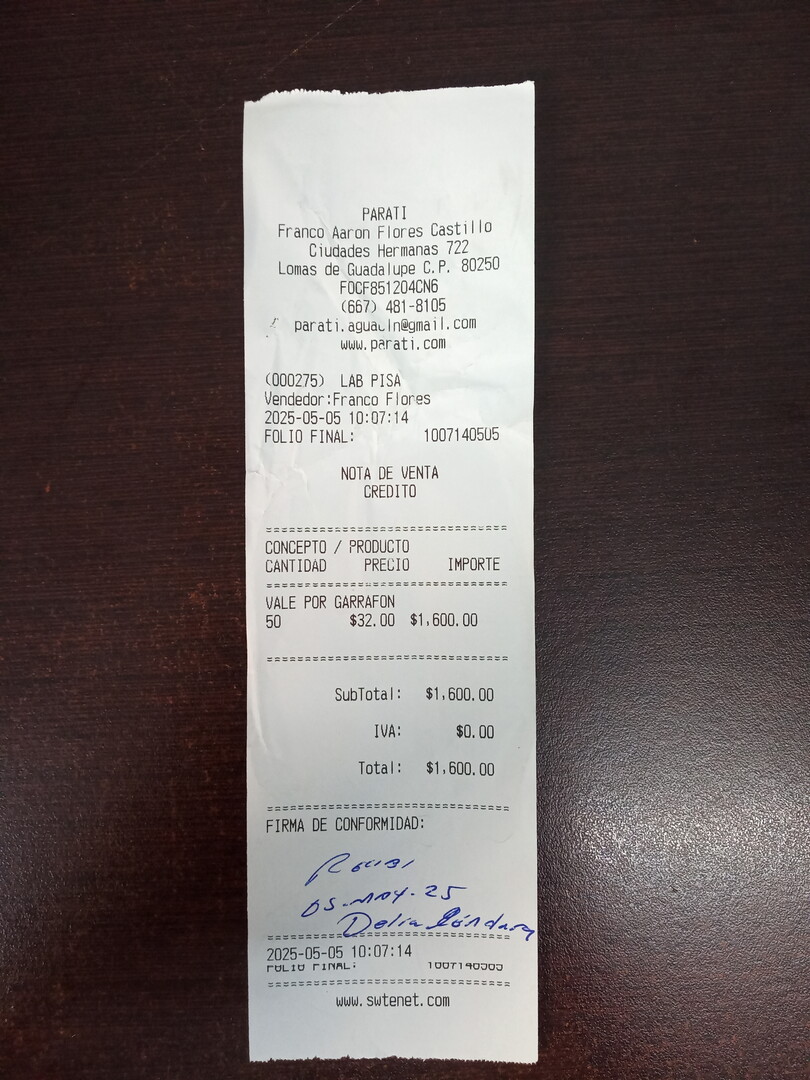 PARATI
Franco Aaron Flores Castillo
Ciudades Hermanas 722
Lomas de Guadalupe C.P. 80250
FOCF851204CN6
(667) 481-8105
parati.aguacln@gmail.com
www.parati.com
(000275) LAB PISA
Vendedor:Franco Flores
2025-05-05 10:07:14
FOLIO FINAL: 1007140505
NOTA DE VENTA
CREDITO
================================
CONCEPTO / PRODUCTO
CANTIDAD PRECIO IMPORTE
================================
VALE POR GARRAFON
50 $32.00 $1,600.00
================================
SubTotal: $1,600.00
IVA: $0.00
Total: $1,600.00
================================
FIRMA DE CONFORMIDAD:
Recibi
05-MAY-25
Delia
================================
2025-05-05 10:07:14
FOLIO FINAL: 1007140505
================================
www.swtenet.com